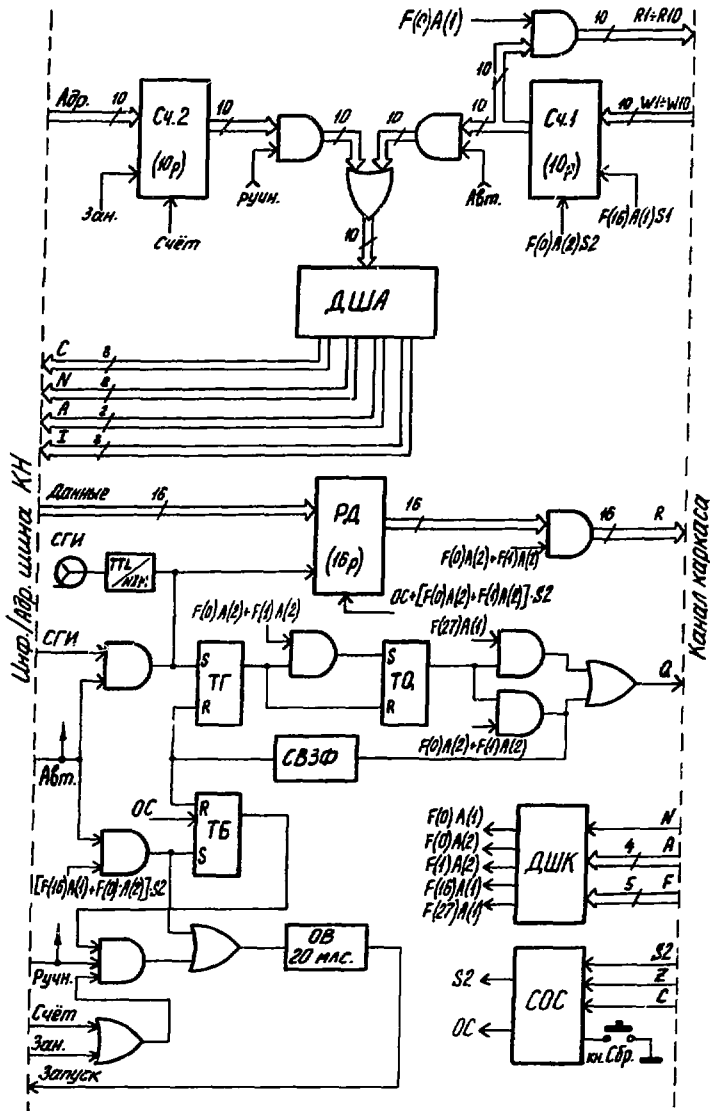 F(0)A(1)
10
R1÷R10
10
Адр.
10
Сч.2
(10р)
10
10
10
10
Сч.1
(10р)
10
W1÷W10
Зан.
Счёт
ручн.
Авт.
F(16)A(1)S1
F(0)A(2)S2
10
ДША
C
8
N
8
A
2
I
8
Данные
16
РД
(16р)
16
16
R
F(0)A(2)+F(1)A(2)
ОС+[F(0)A(2)+F(1)A(2)]·S2
СГИ
TTL
СГИ
F(0)A(2)+F(1)A(2)
F(27)A(1)
S
ТГ
R
S
TQ
R
Q
F(0)A(2)+F(1)A(2)
СВЗФ
Авт.
ОС
R
ТБ
S
[F(16)A(1)+F(0)·A(2)]·S2
F(0)A(1)
F(0)A(2)
F(1)A(2)
F(16)A(1)
F(27)A(1)
ДШК
N
4
A
5
F
Ручн.
Счёт
Зан.
Запуск
ОВ
20 млс.
S2
ОС
СОС
S2
Z
C
кн.Сбр.
Инф./Адр. шина КН
Канал каркаса